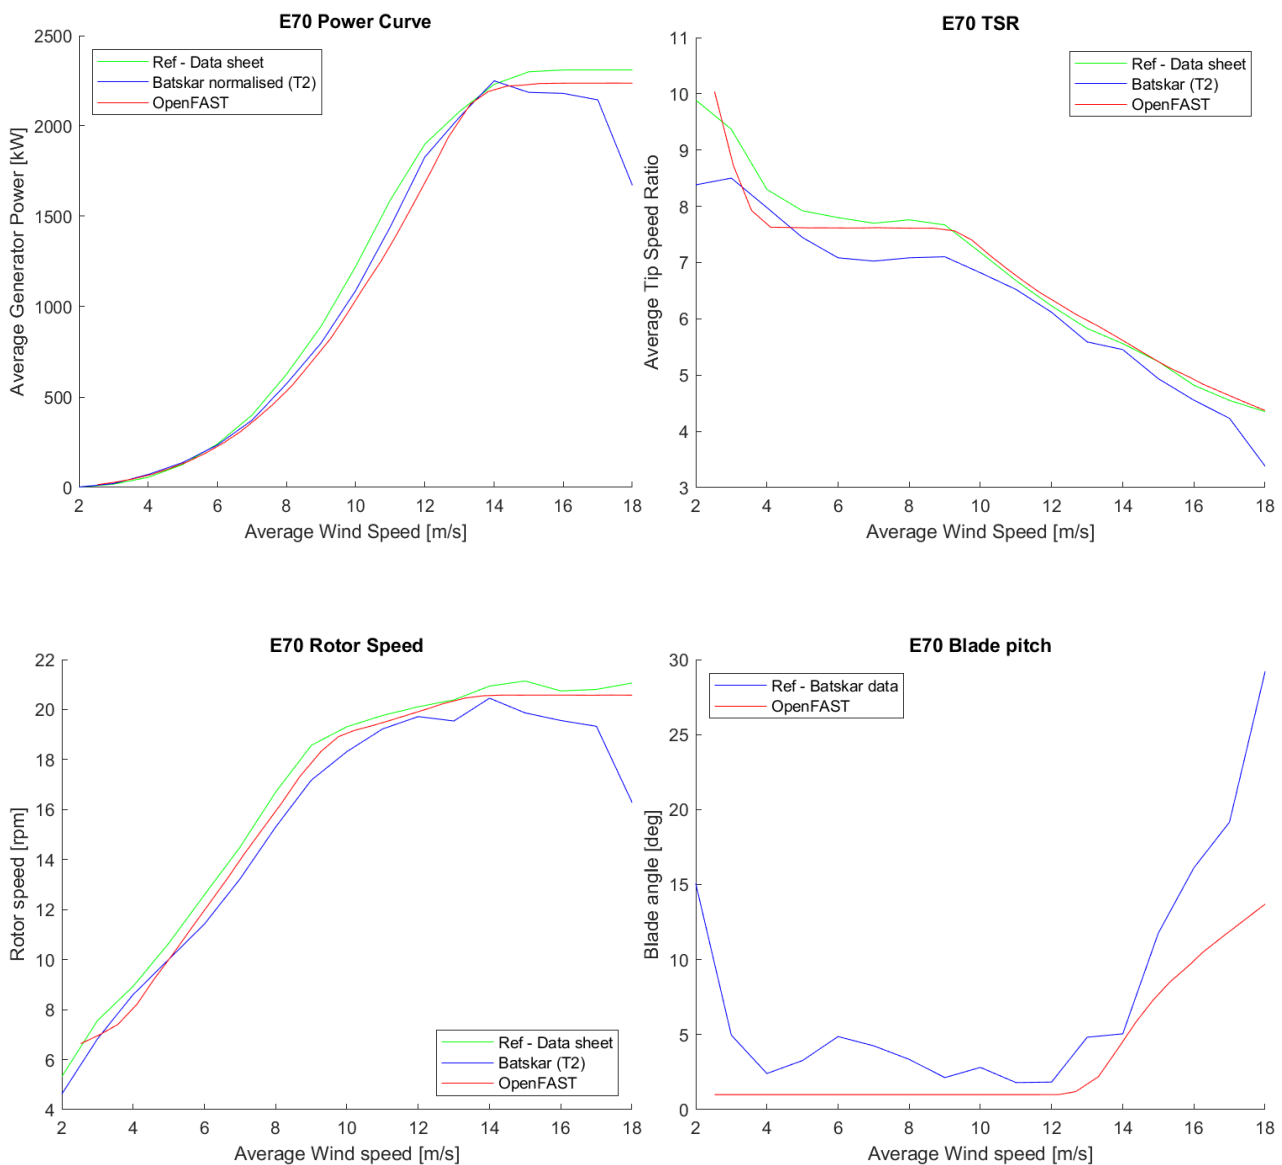 E70 Power Curve
2500
2000
1500
1000
500
0
Average Generator Power [kW]
Ref - Data sheet
Batskar normalised (T2)
OpenFAST
2 4 6 8 10 12 14 16 18
Average Wind Speed [m/s]
E70 TSR
11
10
9
8
7
6
5
4
3
Average Tip Speed Ratio
Ref - Data sheet
Batskar (T2)
OpenFAST
2 4 6 8 10 12 14 16 18
Average Wind Speed [m/s]
E70 Rotor Speed
22
20
18
16
14
12
10
8
6
4
Rotor speed [rpm]
Ref - Data sheet
Batskar (T2)
OpenFAST
2 4 6 8 10 12 14 16 18
Average Wind speed [m/s]
E70 Blade pitch
30
25
20
15
10
5
0
Blade angle [deg]
Ref - Batskar data
OpenFAST
2 4 6 8 10 12 14 16 18
Average Wind speed [m/s]